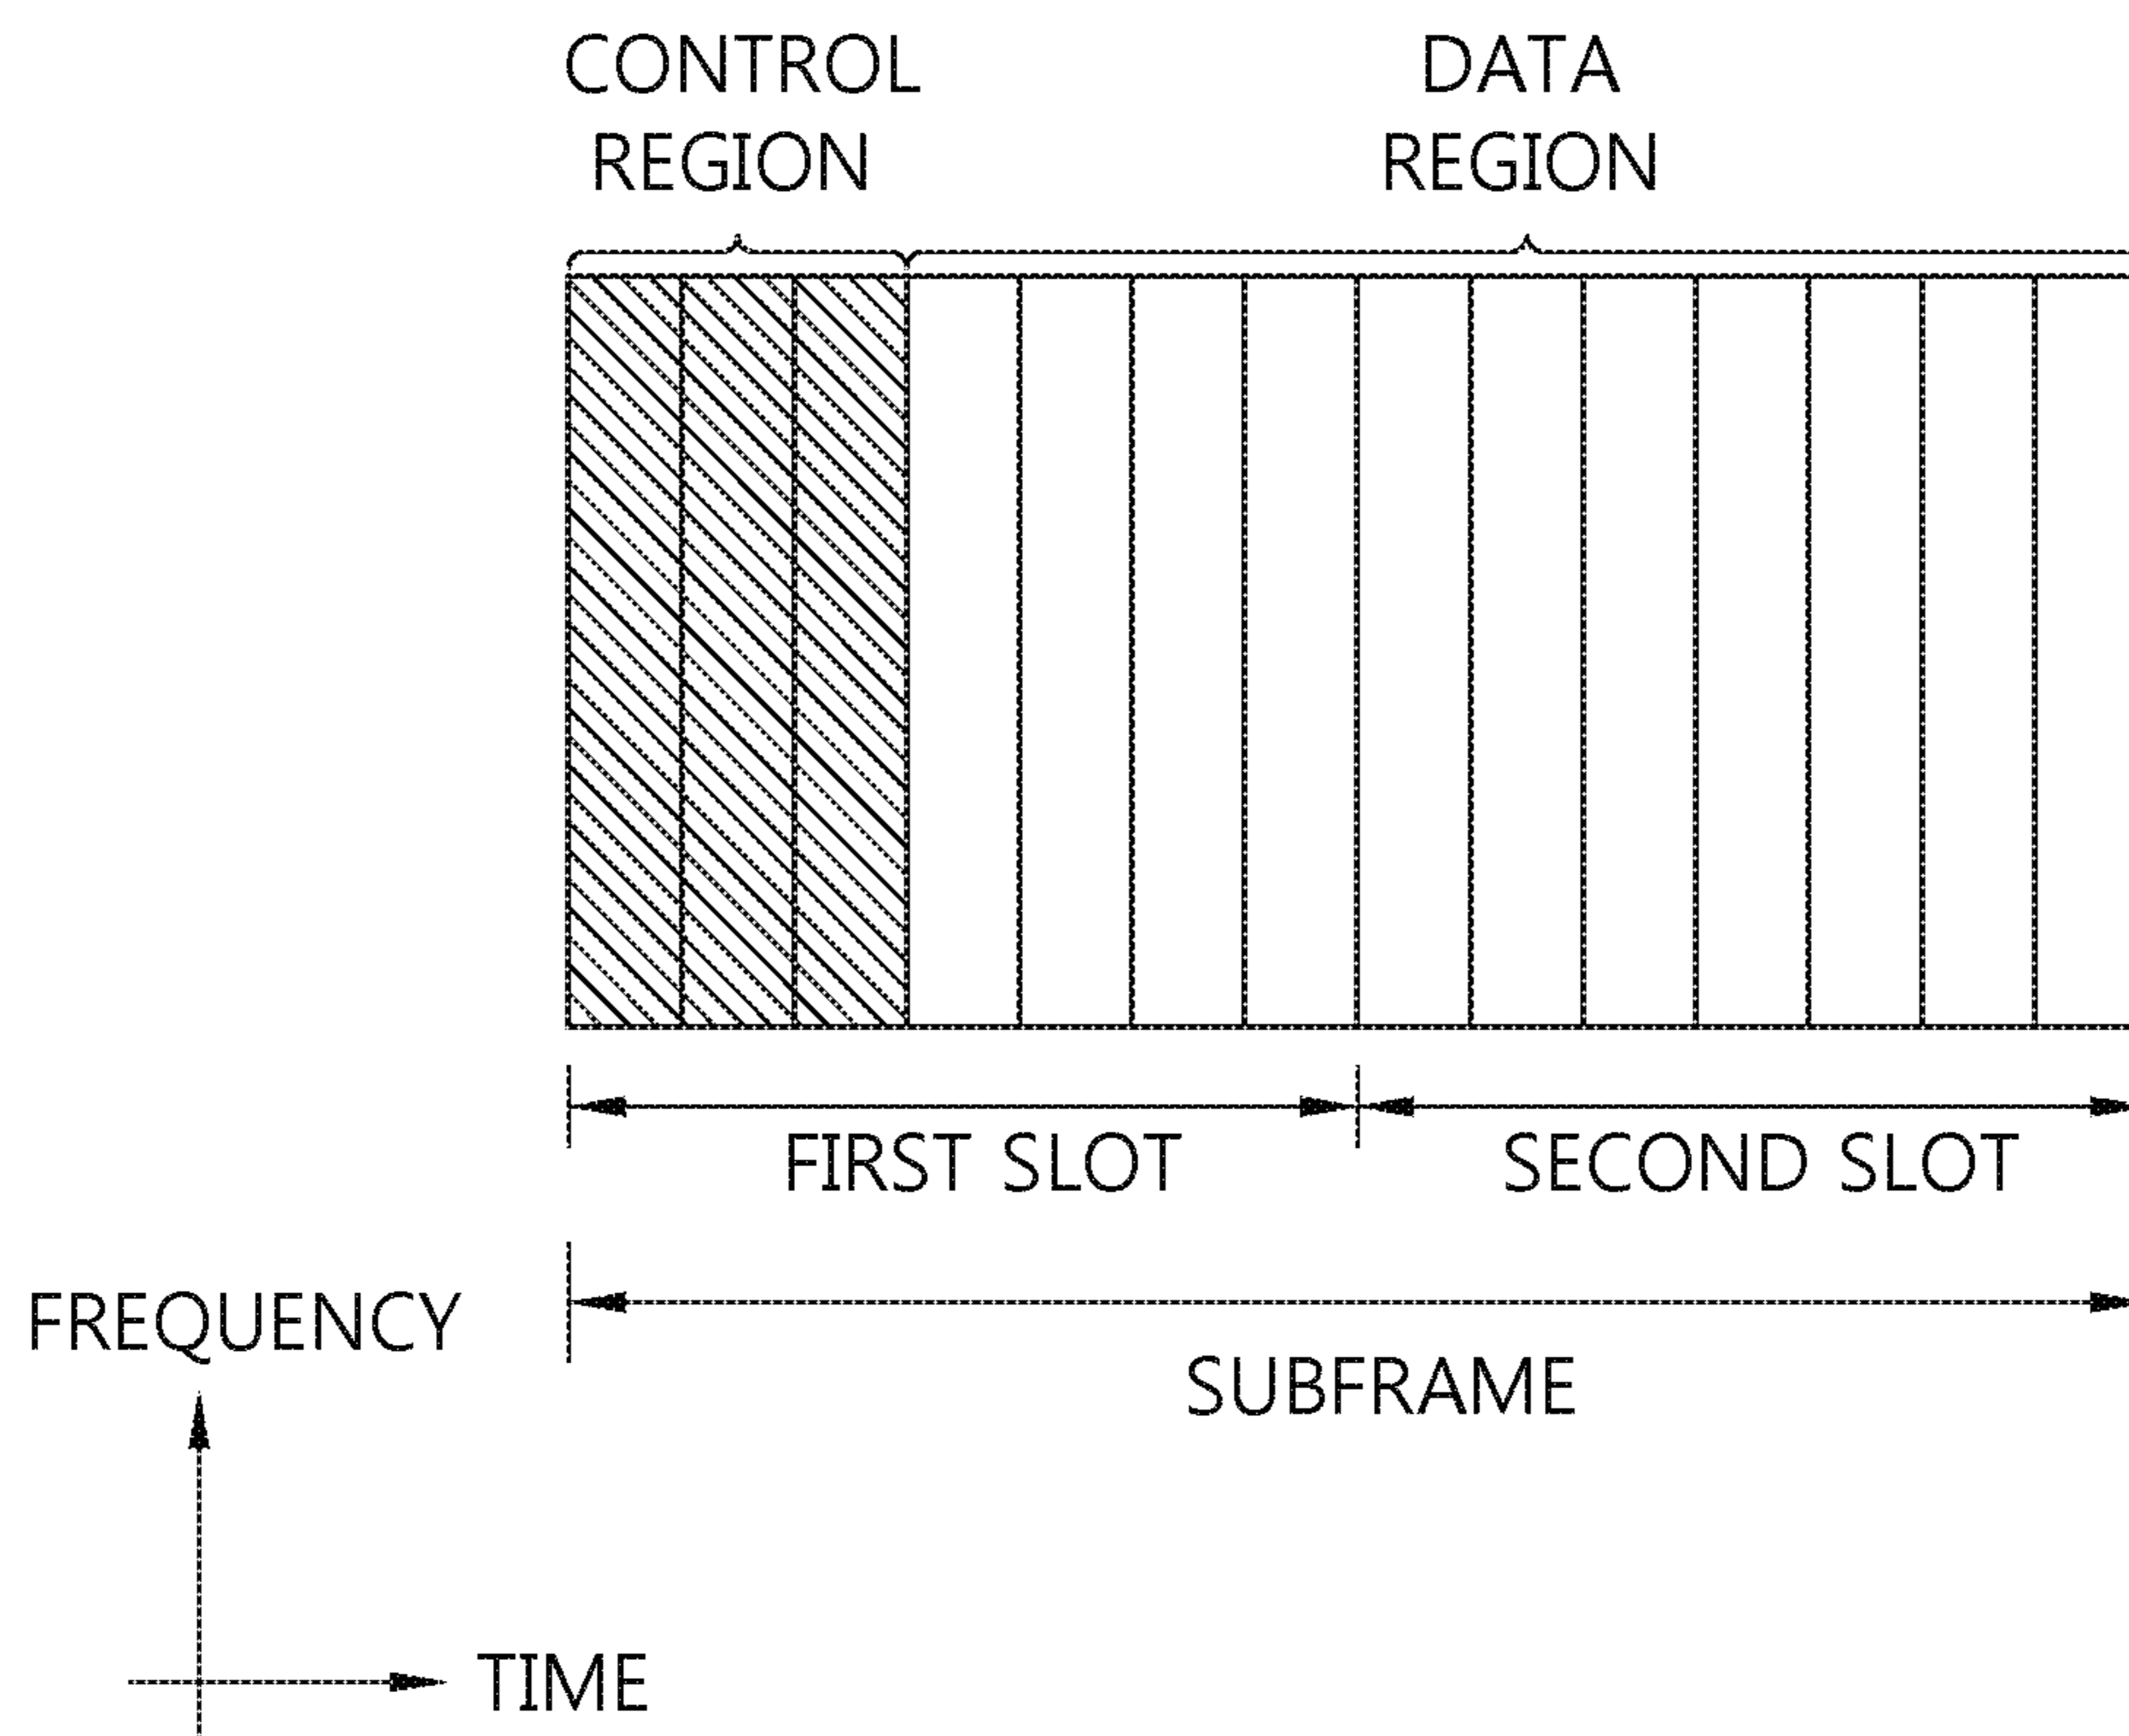 CONTROL
REGION
DATA
REGION
FIRST SLOT
SECOND SLOT
SUBFRAME
FREQUENCY
TIME